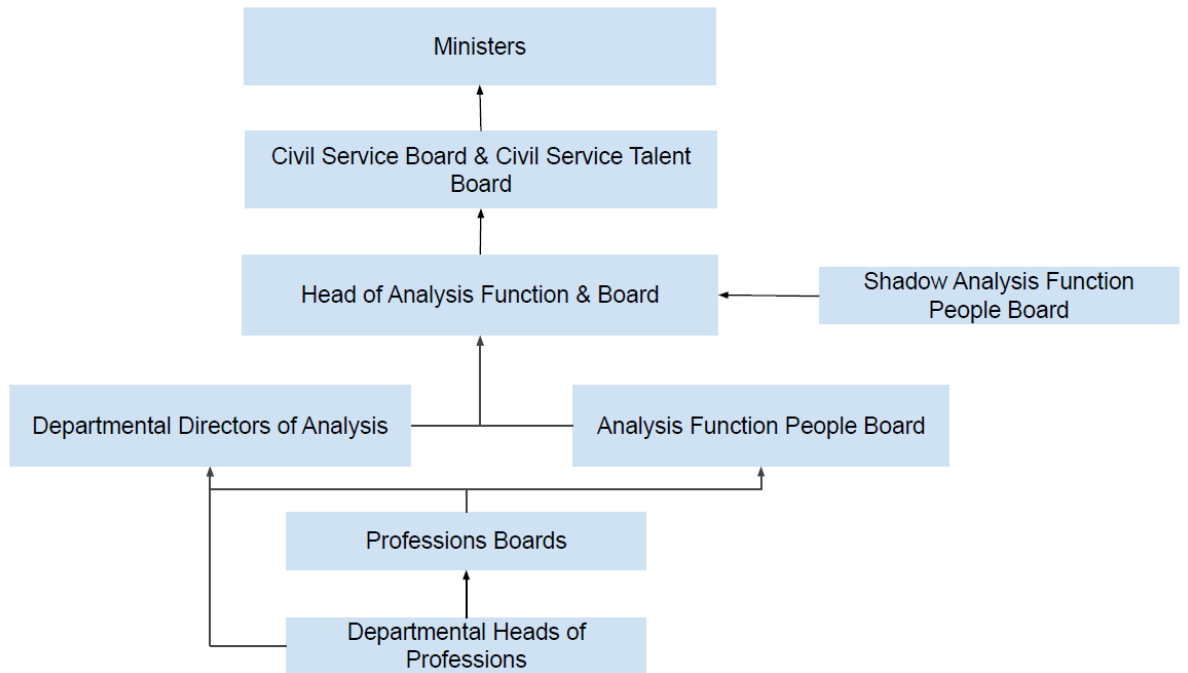 Ministers
Civil Service Board & Civil Service Talent
Board
Head of Analysis Function & Board
Shadow Analysis Function
People Board
Departmental Directors of Analysis
Analysis Function People Board
Professions Boards
Departmental Heads of
Professions